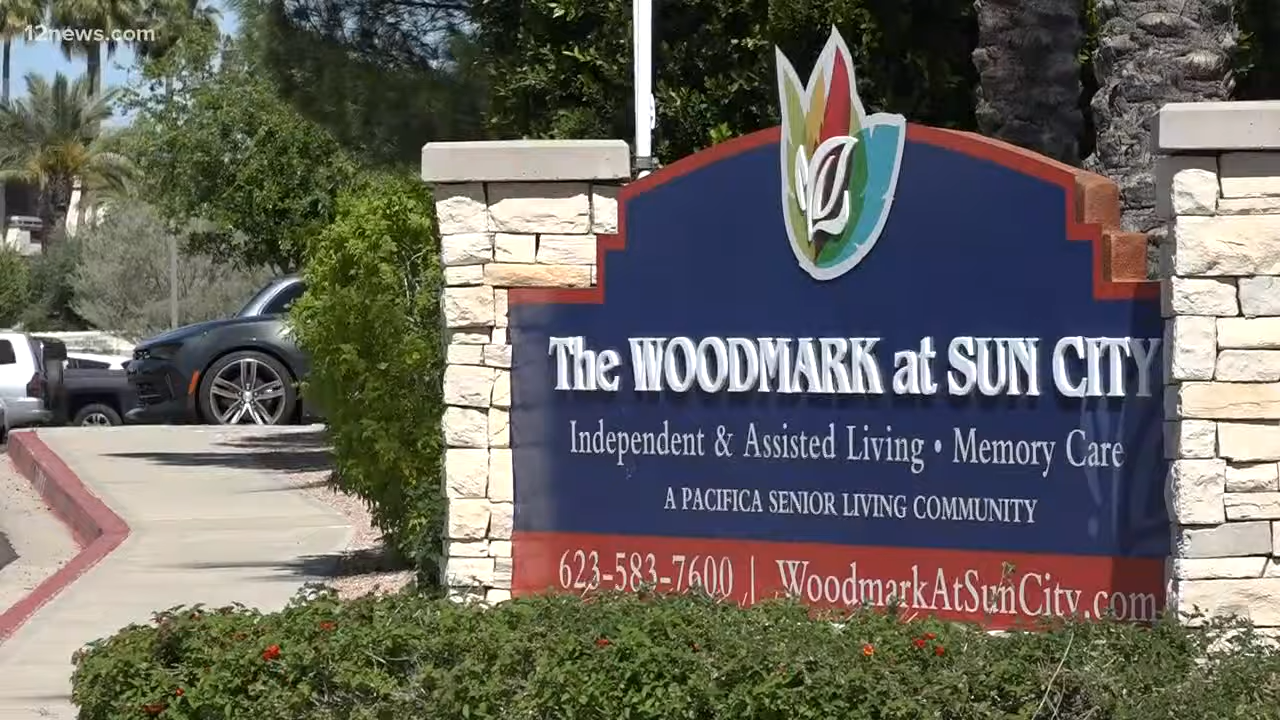 12news.com
The WOODMARK at SUN CITY
Independent & Assisted Living • Memory Care
A PACIFICA SENIOR LIVING COMMUNITY
623-583-7600 | WoodmarkAtSunCity.com